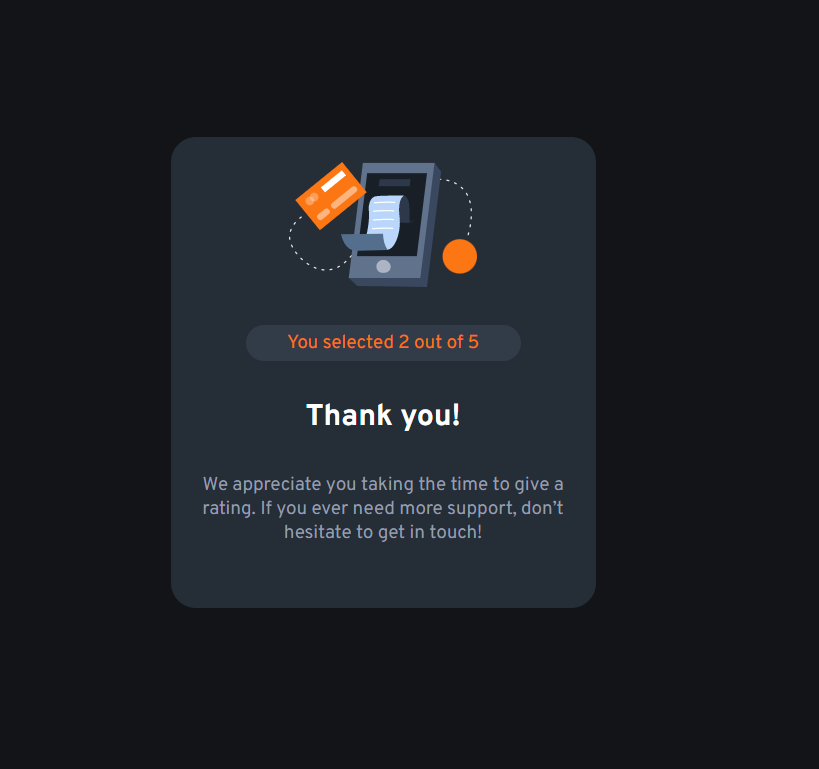 You selected 2 out of 5
Thank you!
We appreciate you taking the time to give a
rating. If you ever need more support, don’t
hesitate to get in touch!